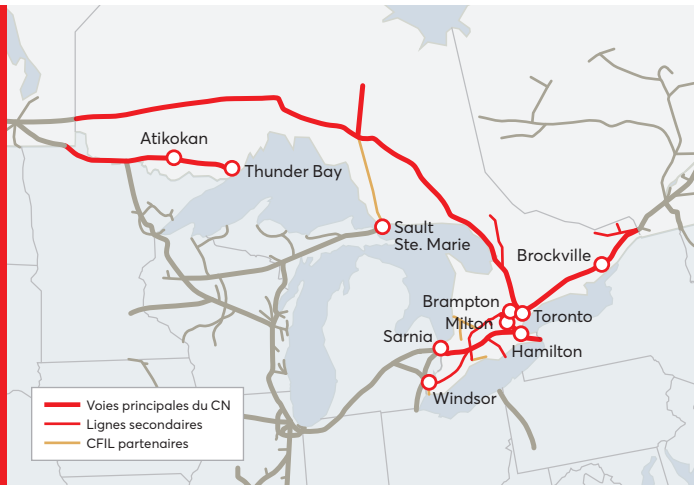 Atikokan
Thunder Bay
Sault
Ste. Marie
Brockville
Brampton
Toronto
Milton
Sarnia
Hamilton
Windsor
Voies principales du CN
Lignes secondaires
CFIL partenaires